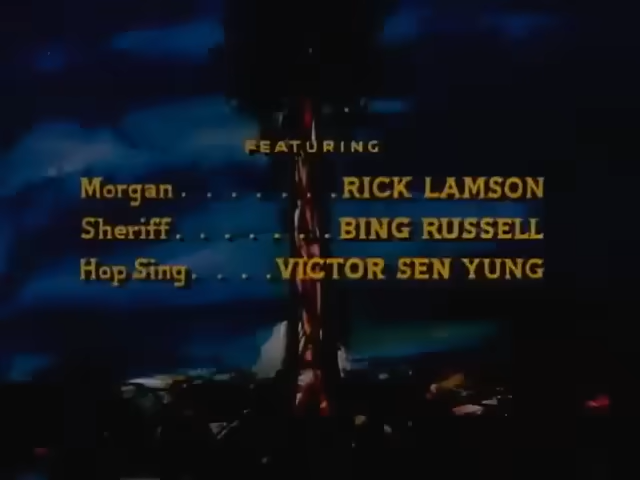 FEATURING
Morgan . . . . . . . . RICK LAMSON
Sheriff . . . . . . . . BING RUSSELL
Hop Sing . . . . . VICTOR SEN YUNG